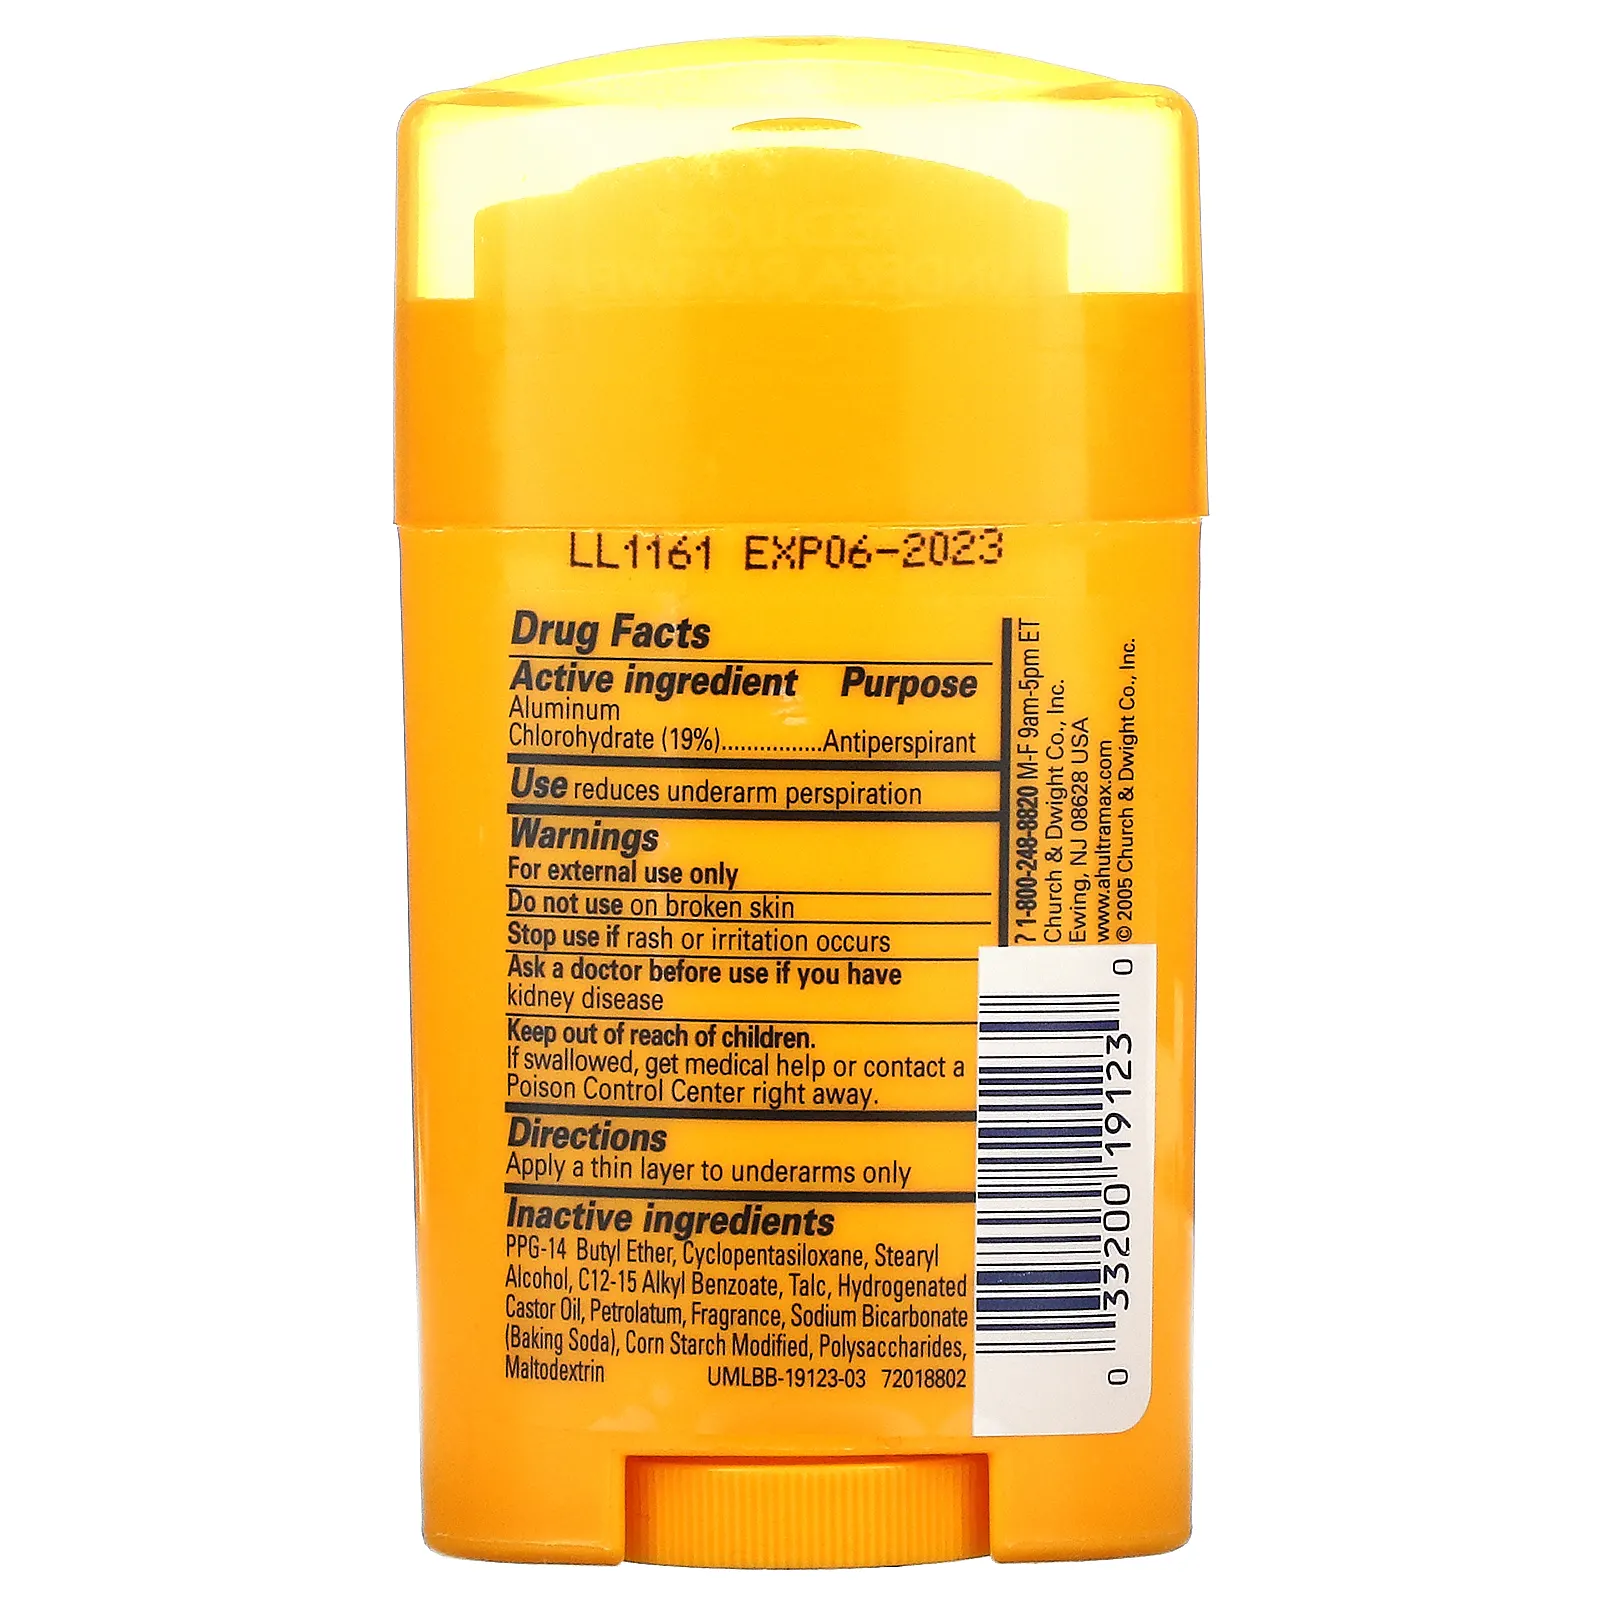 LL1161 EXP06-2023
Drug Facts
Active ingredient Purpose
Aluminum
Chlorohydrate (19%)................Antiperspirant
Use reduces underarm perspiration
Warnings
For external use only
Do not use on broken skin
Stop use if rash or irritation occurs
Ask a doctor before use if you have
kidney disease
Keep out of reach of children.
If swallowed, get medical help or contact a
Poison Control Center right away.
Directions
Apply a thin layer to underarms only
Inactive ingredients
PPG-14 Butyl Ether, Cyclopentasiloxane, Stearyl
Alcohol, C12-15 Alkyl Benzoate, Talc, Hydrogenated
Castor Oil, Petrolatum, Fragrance, Sodium Bicarbonate
(Baking Soda), Corn Starch Modified, Polysaccharides,
Maltodextrin UMLBB-19123-03 72018802
? 1-800-248-8820 M-F 9am-5pm ET
Church & Dwight Co., Inc.
Ewing, NJ 08628 USA
www.ahultramax.com
© 2005 Church & Dwight Co., Inc.
0 33200 19123 0